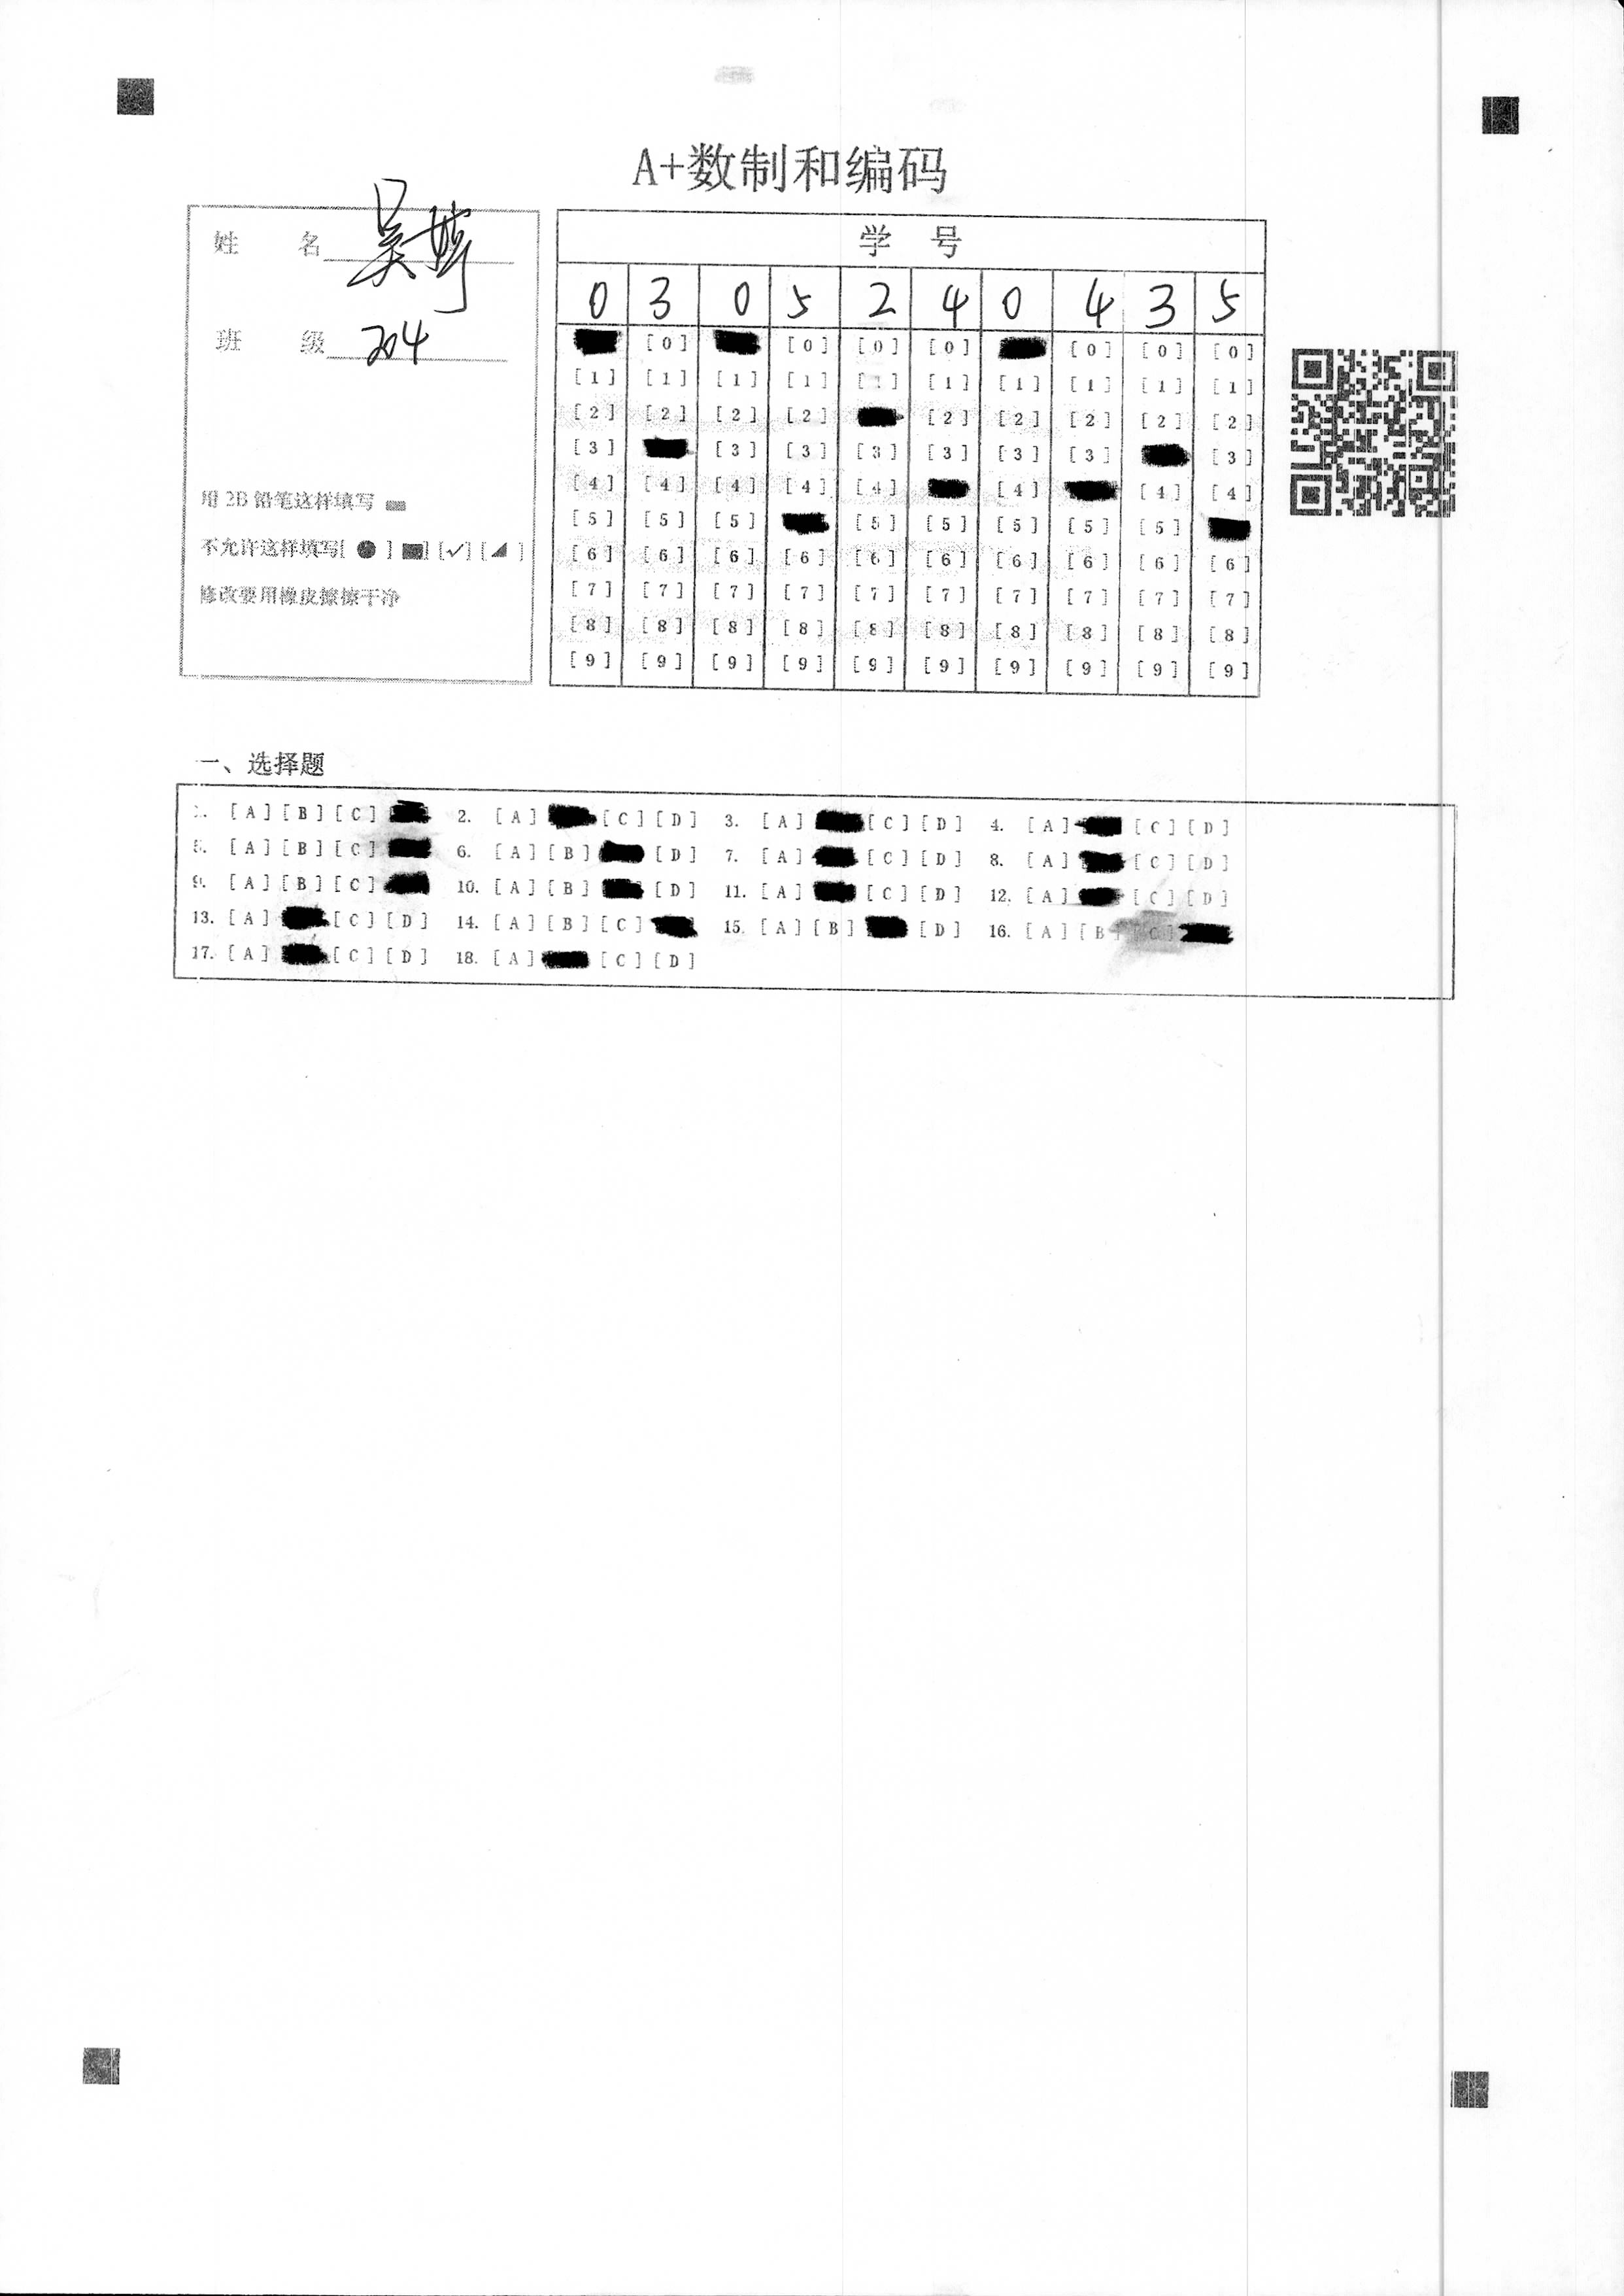 A+数制和编码
姓 名 吴婷
班 级 204
用 2B 铅笔这样填写
不允许这样填写[ ● ] [✓] [ ]
修改要用橡皮擦擦干净
学 号
0 3 0 5 2 4 0 4 3 5
[0] [0] [0] [0] [0] [0] [0]
[1] [1] [1] [1] [1] [1] [1] [1] [1] [1]
[2] [2] [2] [2] [2] [2] [2] [2] [2]
[3] [3] [3] [3] [3] [3] [3] [3]
[4] [4] [4] [4] [4] [4] [4] [4]
[5] [5] [5] [5] [5] [5] [5] [5]
[6] [6] [6] [6] [6] [6] [6] [6] [6] [6]
[7] [7] [7] [7] [7] [7] [7] [7] [7] [7]
[8] [8] [8] [8] [8] [8] [8] [8] [8] [8]
[9] [9] [9] [9] [9] [9] [9] [9] [9] [9]
一、选择题
1. [A] [B] [C] 2. [A] [C] [D] 3. [A] [C] [D] 4. [A] [C] [D]
5. [A] [B] [C] 6. [A] [B] [D] 7. [A] [C] [D] 8. [A] [C] [D]
9. [A] [B] [C] 10. [A] [B] [D] 11. [A] [C] [D] 12. [A] [C] [D]
13. [A] [C] [D] 14. [A] [B] [C] 15. [A] [B] [D] 16. [A] [B] [C]
17. [A] [C] [D] 18. [A] [C] [D]